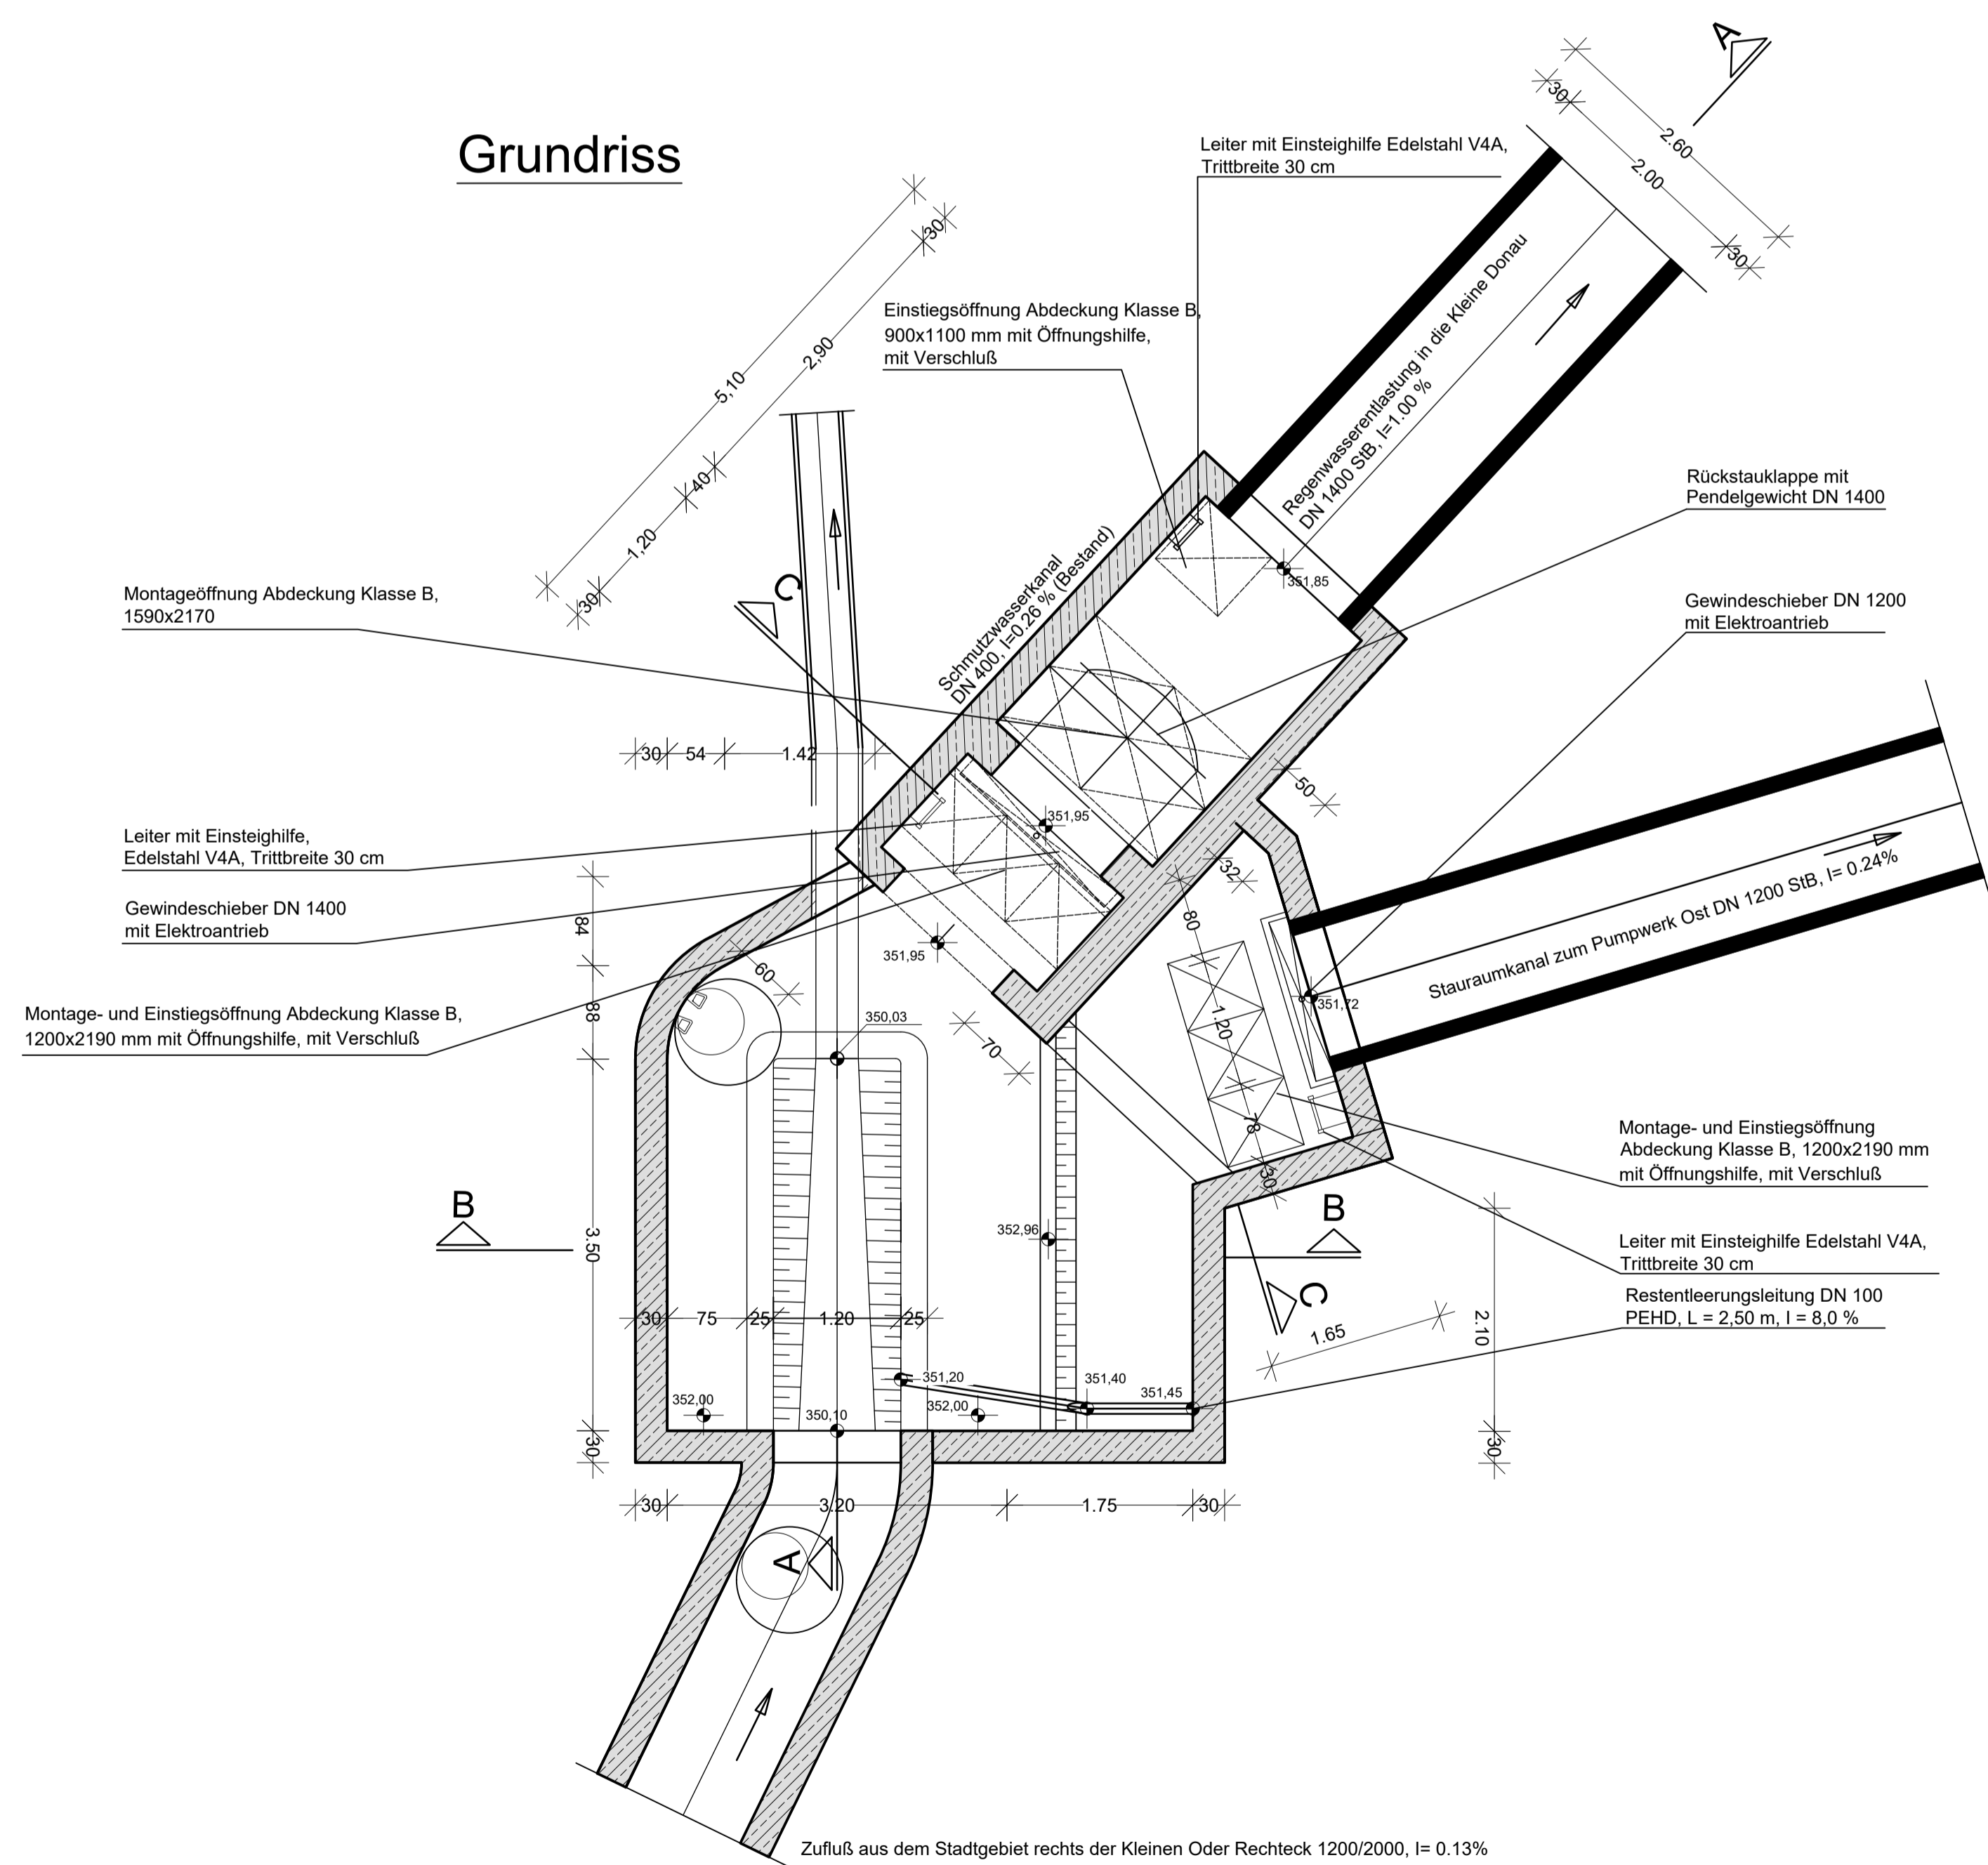 Grundriss
A
30
2.60
2.00
30
Leiter mit Einsteighilfe Edelstahl V4A,
Trittbreite 30 cm
30
2,90
5,10
40
1,20
30
Einstiegsöffnung Abdeckung Klasse B,
900x1100 mm mit Öffnungshilfe,
mit Verschluß
Regenwasserentlastung in die Kleine Donau
DN 1400 StB, I=1.00 %
Rückstauklappe mit
Pendelgewicht DN 1400
Gewindeschieber DN 1200
mit Elektroantrieb
Montageöffnung Abdeckung Klasse B,
1590x2170
C
Schmutzwasserkanal
DN 400, I=0.26 % (Bestand)
351,85
30
54
1.42
50
Leiter mit Einsteighilfe,
Edelstahl V4A, Trittbreite 30 cm
351,95
32
Gewindeschieber DN 1400
mit Elektroantrieb
84
80
351,95
60
Stauraumkanal zum Pumpwerk Ost DN 1200 StB, I= 0.24%
351,72
Montage- und Einstiegsöffnung Abdeckung Klasse B,
1200x2190 mm mit Öffnungshilfe, mit Verschluß
88
350,03
1.20
70
78
30
Montage- und Einstiegsöffnung
Abdeckung Klasse B, 1200x2190 mm
mit Öffnungshilfe, mit Verschluß
B
B
3.50
352,96
Leiter mit Einsteighilfe Edelstahl V4A,
Trittbreite 30 cm
C
Restentleerungsleitung DN 100
PEHD, L = 2,50 m, I = 8,0 %
30
75
25
1.20
25
1.65
2.10
351,20
351,40
351,45
352,00
350,10
352,00
30
30
30
3.20
1.75
30
A
Zufluß aus dem Stadtgebiet rechts der Kleinen Oder Rechteck 1200/2000, I= 0.13%